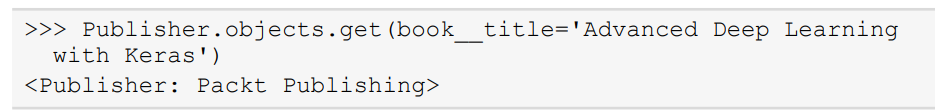 >>> Publisher.objects.get(book__title='Advanced Deep Learning
with Keras')
<Publisher: Packt Publishing>